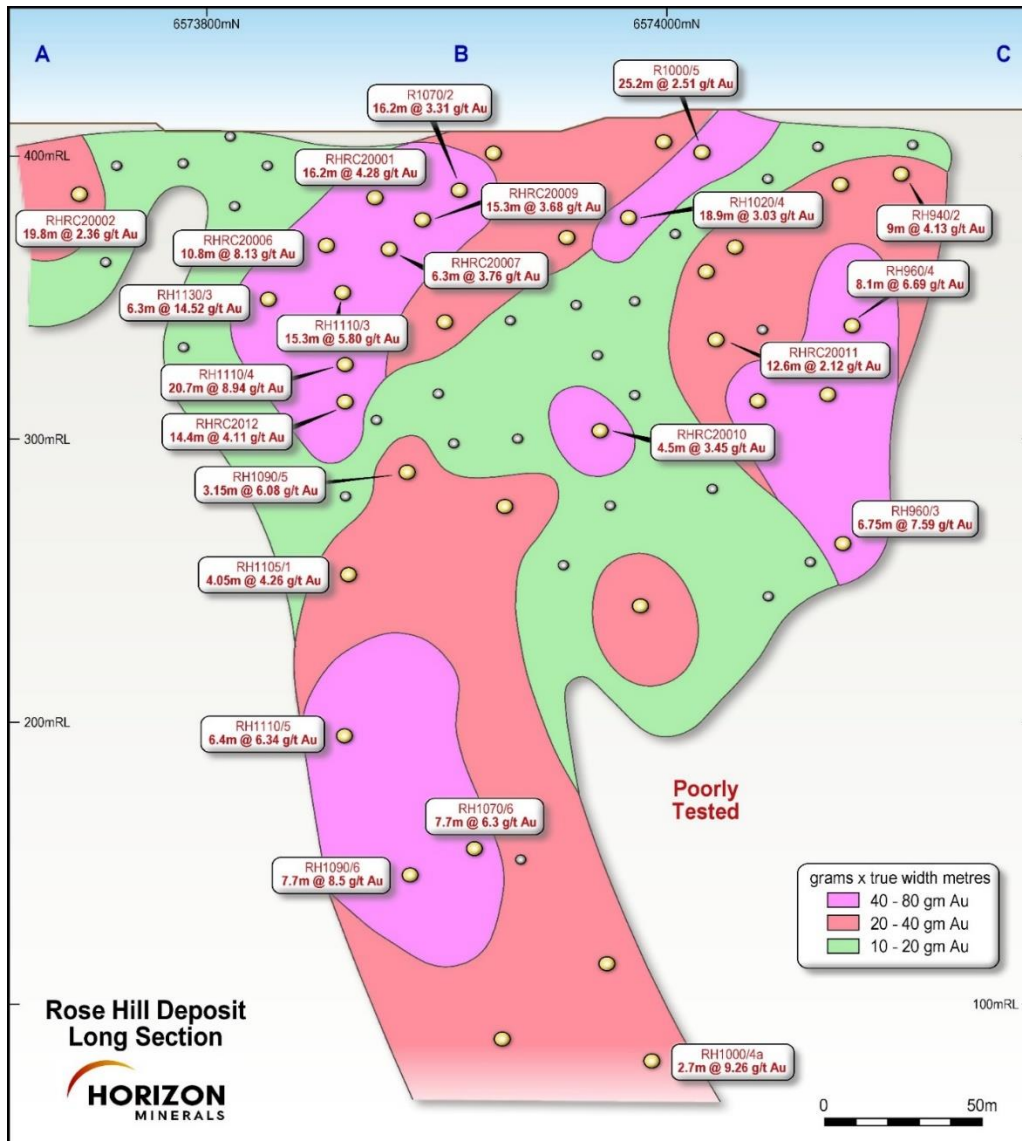 6573800mN
6574000mN
A
B
C
R1000/5
25.2m @ 2.51 g/t Au
R1070/2
16.2m @ 3.31 g/t Au
400mRL
RHRC20001
16.2m @ 4.28 g/t Au
RHRC20009
15.3m @ 3.68 g/t Au
RH1020/4
18.9m @ 3.03 g/t Au
RH940/2
9m @ 4.13 g/t Au
RHRC20002
19.8m @ 2.36 g/t Au
RHRC20006
10.8m @ 8.13 g/t Au
RHRC20007
6.3m @ 3.76 g/t Au
RH960/4
8.1m @ 6.69 g/t Au
RH1130/3
6.3m @ 14.52 g/t Au
RH1110/3
15.3m @ 5.80 g/t Au
RHRC20011
12.6m @ 2.12 g/t Au
RH1110/4
20.7m @ 8.94 g/t Au
RHRC2012
14.4m @ 4.11 g/t Au
300mRL
RHRC20010
4.5m @ 3.45 g/t Au
RH1090/5
3.15m @ 6.08 g/t Au
RH960/3
6.75m @ 7.59 g/t Au
RH1105/1
4.05m @ 4.26 g/t Au
200mRL
RH1110/5
6.4m @ 6.34 g/t Au
Poorly
Tested
RH1070/6
7.7m @ 6.3 g/t Au
RH1090/6
7.7m @ 8.5 g/t Au
grams x true width metres
40 - 80 gm Au
20 - 40 gm Au
10 - 20 gm Au
100mRL
Rose Hill Deposit
Long Section
HORIZON
MINERALS
RH1000/4a
2.7m @ 9.26 g/t Au
0
50m